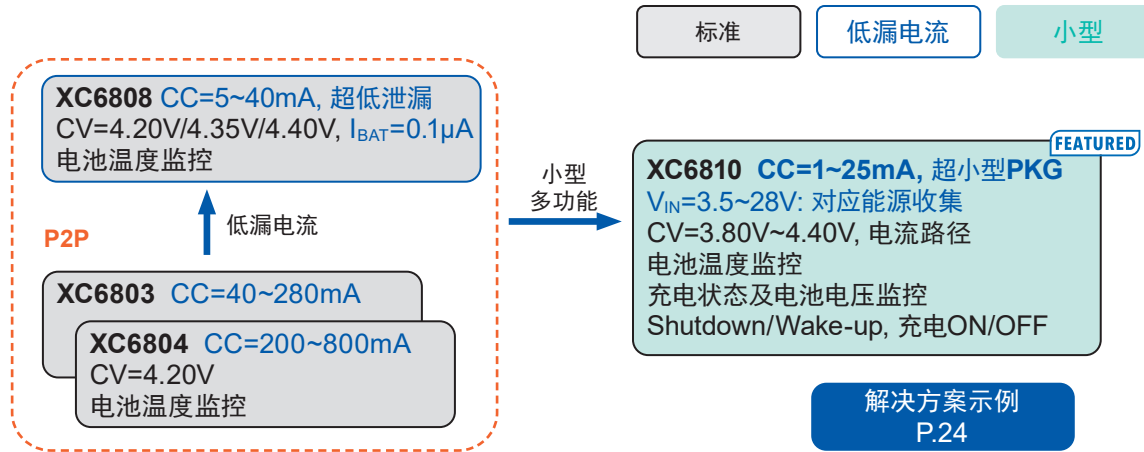 标准
低漏电流
小型
XC6808 CC=5~40mA, 超低泄漏
CV=4.20V/4.35V/4.40V, IBAT=0.1μA
电池温度监控
低漏电流
P2P
XC6803 CC=40~280mA
XC6804 CC=200~800mA
CV=4.20V
电池温度监控
小型
多功能
FEATURED
XC6810 CC=1~25mA, 超小型PKG
VIN=3.5~28V: 对应能源收集
CV=3.80V~4.40V, 电流路径
电池温度监控
充电状态及电池电压监控
Shutdown/Wake-up, 充电ON/OFF
解决方案示例
P.24